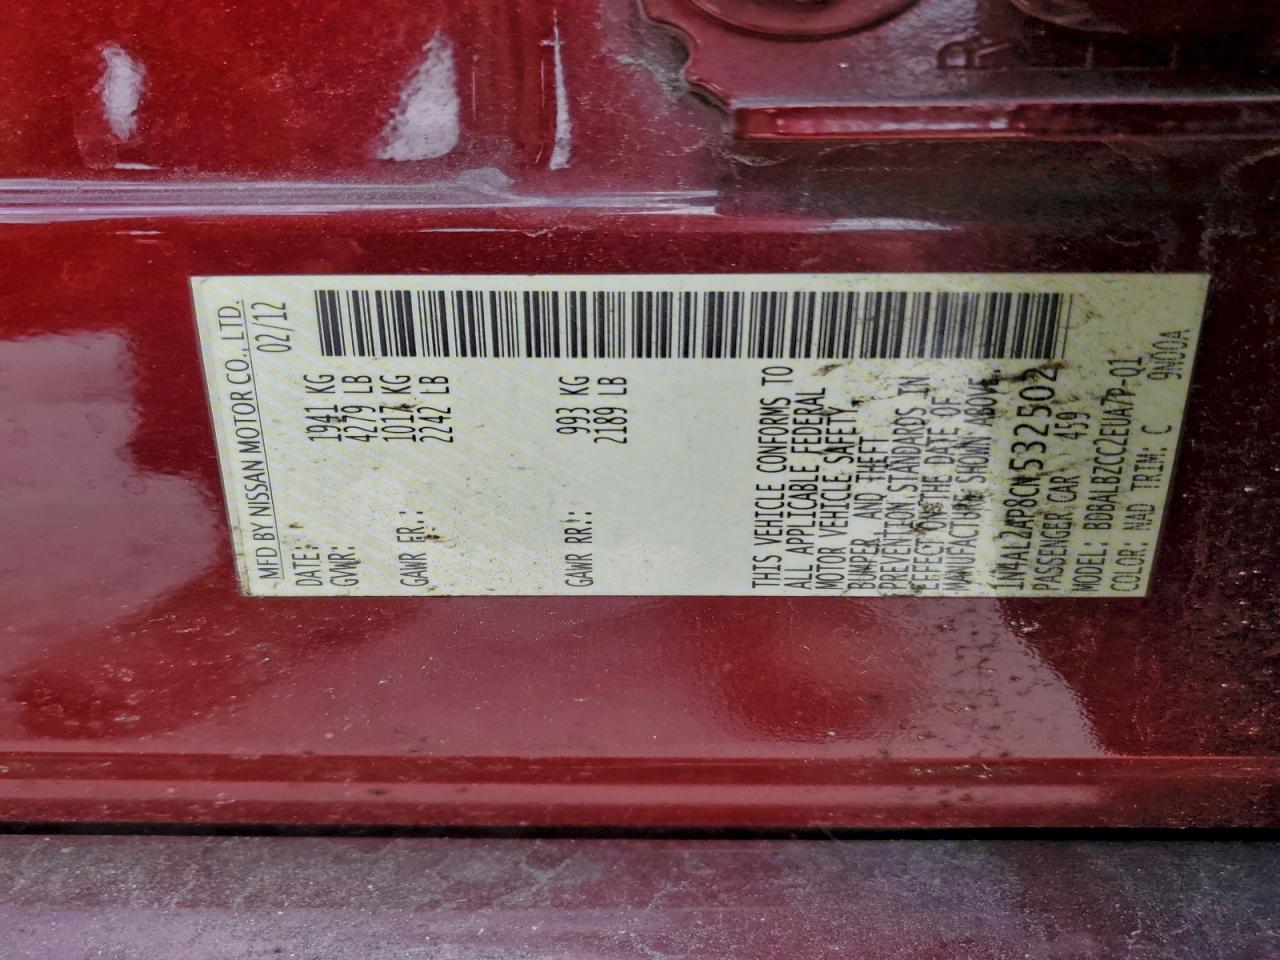 MFD BY NISSAN MOTOR CO., LTD.
DATE: 02/12
GVWR: 1941 KG
4279 LB
GAWR FR.: 1017 KG
2242 LB
GAWR RR.: 993 KG
2189 LB
THIS VEHICLE CONFORMS TO
ALL APPLICABLE FEDERAL
MOTOR VEHICLE SAFETY,
BUMPER, AND THEFT
PREVENTION STANDARDS IN
EFFECT ON THE DATE OF
MANUFACTURE SHOWN ABOVE.
1N4AL2AP8CN532502
PASSENGER CAR 459
MODEL: BDBALBZCC2EUA7P-Q1
COLOR: NAD TRIM: C 9N00A